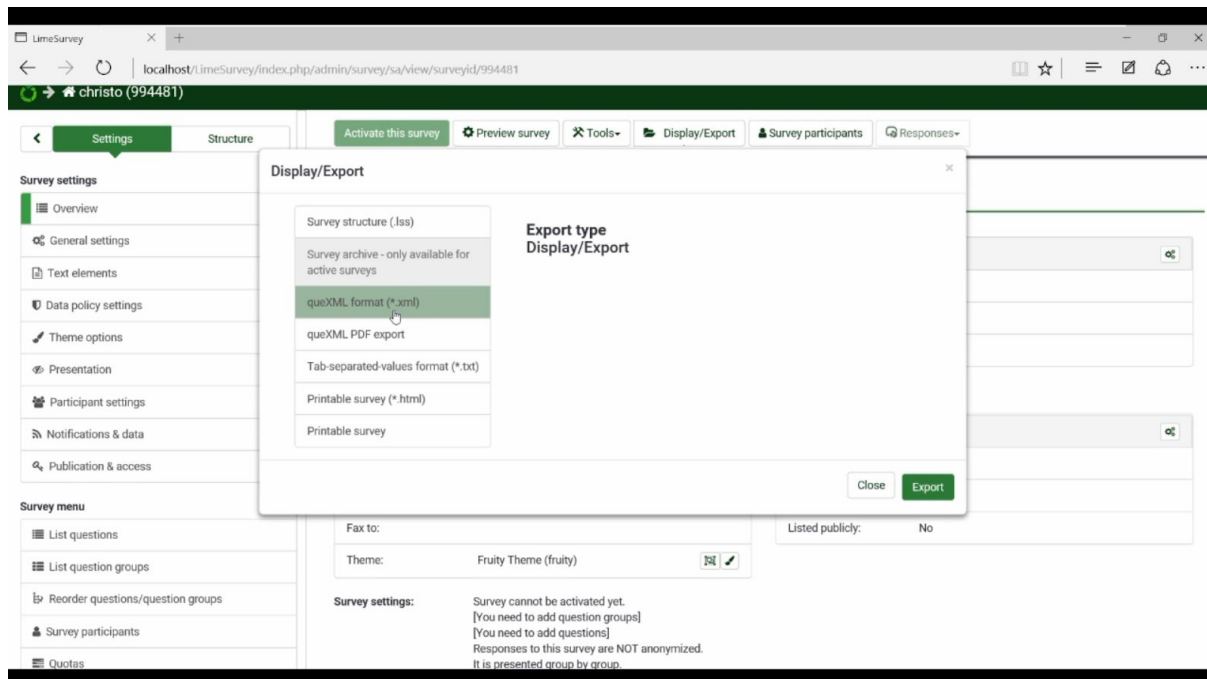 LimeSurvey
localhost/LimeSurvey/index.php/admin/survey/sa/view/surveyid/994481
christo (994481)
Settings
Structure
Activate this survey
Preview survey
Tools
Display/Export
Survey participants
Responses
Survey settings
Overview
General settings
Text elements
Data policy settings
Theme options
Presentation
Participant settings
Notifications & data
Publication & access
Survey menu
List questions
List question groups
Reorder questions/question groups
Survey participants
Quotas
Display/Export
Survey structure (.lss)
Survey archive - only available for
active surveys
queXML format (*.xml)
queXML PDF export
Tab-separated-values format (*.txt)
Printable survey (*.html)
Printable survey
Export type
Display/Export
Close
Export
Fax to:
Listed publicly: No
Theme: Fruity Theme (fruity)
Survey settings: Survey cannot be activated yet.
[You need to add question groups]
[You need to add questions]
Responses to this survey are NOT anonymized.
It is presented group by group.